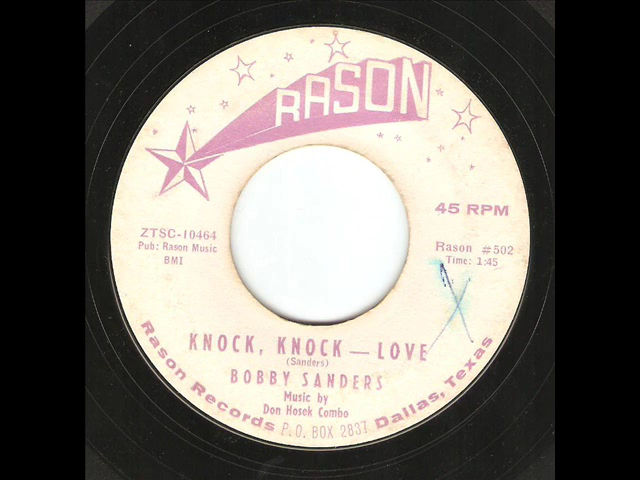 RASON
45 RPM
ZTSC-10464
Pub: Rason Music
BMI
Rason #502
Time: 1:45
KNOCK, KNOCK — LOVE
(Sanders)
BOBBY SANDERS
Music by
Don Hosek Combo
Rason Records P.O. BOX 2837 Dallas, Texas